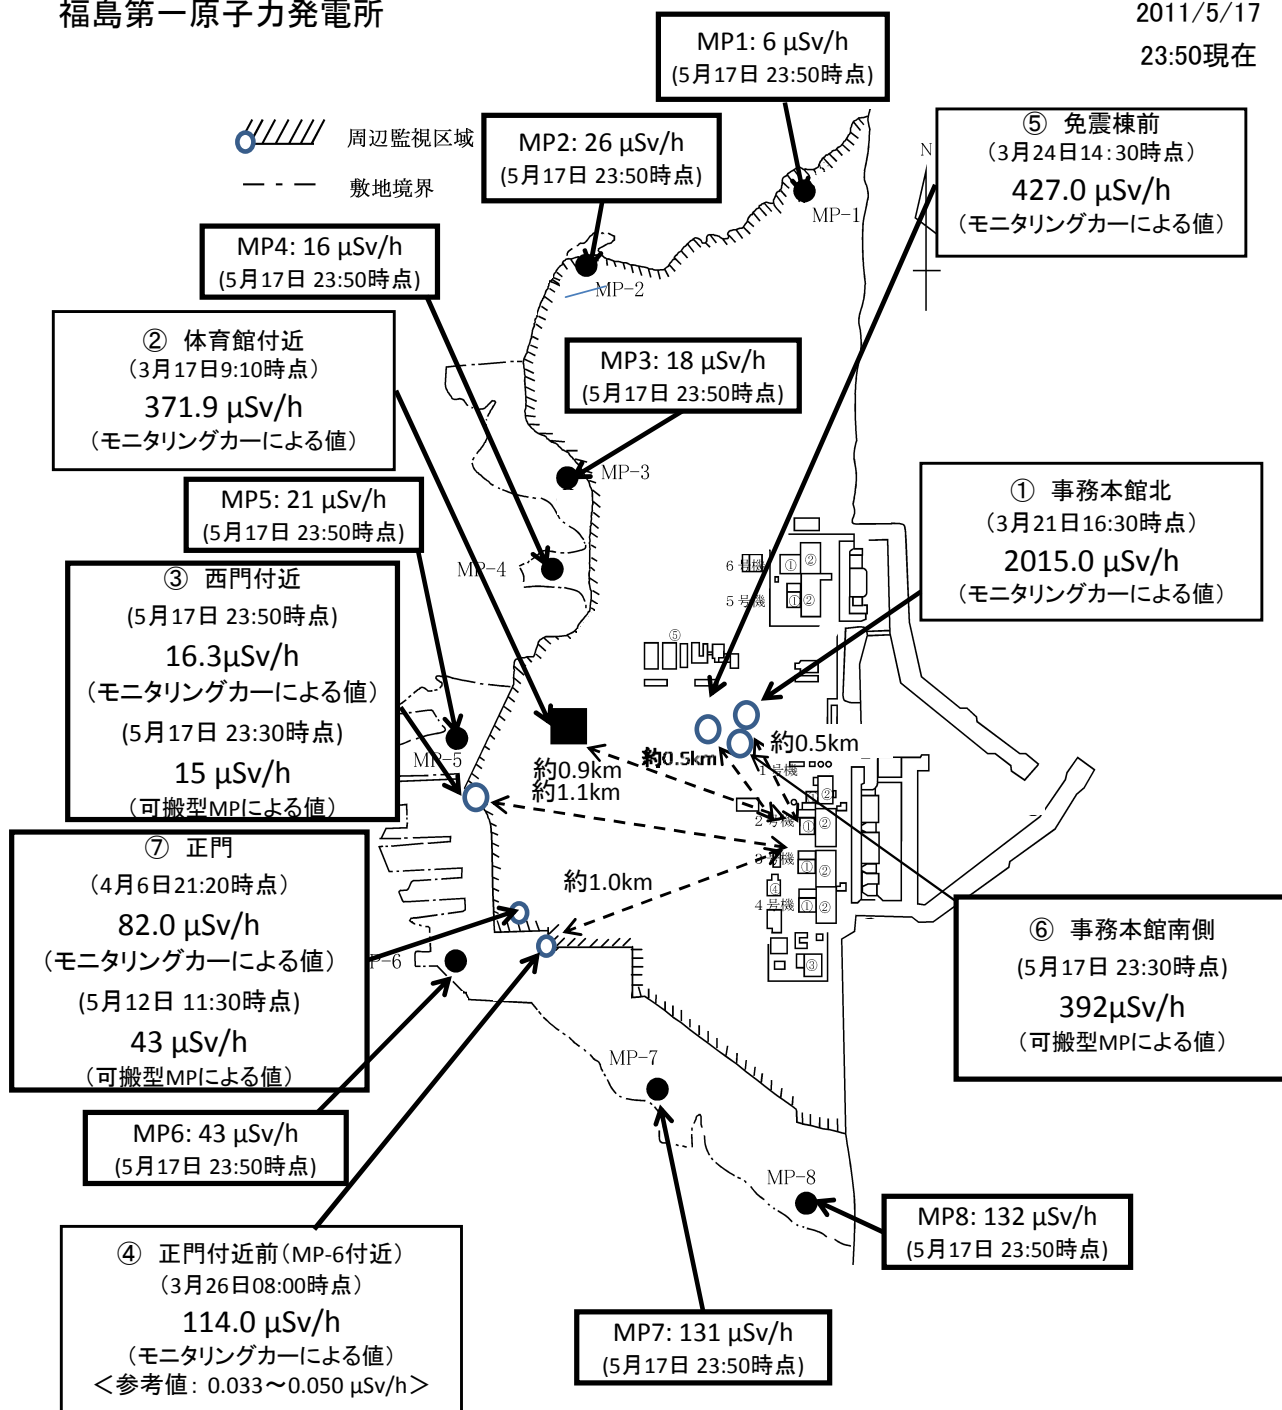 福島第一原子力発電所
2011/5/17
23:50現在
周辺監視区域
敷地境界
MP1: 6 μSv/h
(5月17日 23:50時点)
MP2: 26 μSv/h
(5月17日 23:50時点)
⑤ 免震棟前
(3月24日14:30時点)
427.0 μSv/h
(モニタリングカーによる値)
N
MP-1
MP4: 16 μSv/h
(5月17日 23:50時点)
MP-2
② 体育館付近
(3月17日9:10時点)
371.9 μSv/h
(モニタリングカーによる値)
MP3: 18 μSv/h
(5月17日 23:50時点)
MP-3
MP5: 21 μSv/h
(5月17日 23:50時点)
① 事務本館北
(3月21日16:30時点)
2015.0 μSv/h
(モニタリングカーによる値)
MP-4
③ 西門付近
(5月17日 23:50時点)
16.3μSv/h
(モニタリングカーによる値)
(5月17日 23:30時点)
15 μSv/h
(可搬型MPによる値)
6号機
① ②
5号機
① ②
⑤
MP-5
約0.9km
約1.1km
約0.5km
約0.5km
1号機
②
2号機
① ②
3号機
① ②
④
4号機
① ②
③
約1.0km
⑦ 正門
(4月6日21:20時点)
82.0 μSv/h
(モニタリングカーによる値)
(5月12日 11:30時点)
43 μSv/h
(可搬型MPによる値)
P-6
⑥ 事務本館南側
(5月17日 23:30時点)
392μSv/h
(可搬型MPによる値)
MP-7
MP6: 43 μSv/h
(5月17日 23:50時点)
MP-8
MP8: 132 μSv/h
(5月17日 23:50時点)
④ 正門付近前(MP-6付近)
(3月26日08:00時点)
114.0 μSv/h
(モニタリングカーによる値)
<参考値: 0.033~0.050 μSv/h>
MP7: 131 μSv/h
(5月17日 23:50時点)